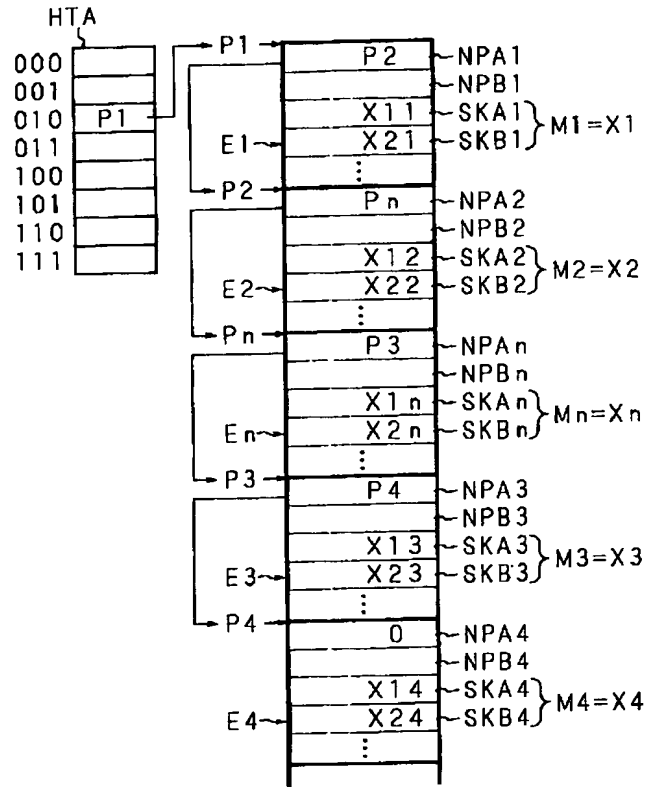 HTA
000
001
010 P1
011
100
101
110
111
P1
P2 NPA1
NPB1
X11 SKA1
E1 X21 SKB1
M1=X1
P2
Pn NPA2
NPB2
X12 SKA2
E2 X22 SKB2
M2=X2
Pn
P3 NPAn
NPBn
X1n SKAn
En X2n SKBn
Mn=Xn
P3
P4 NPA3
NPB3
X13 SKA3
E3 X23 SKB3
M3=X3
P4
0 NPA4
NPB4
X14 SKA4
E4 X24 SKB4
M4=X4